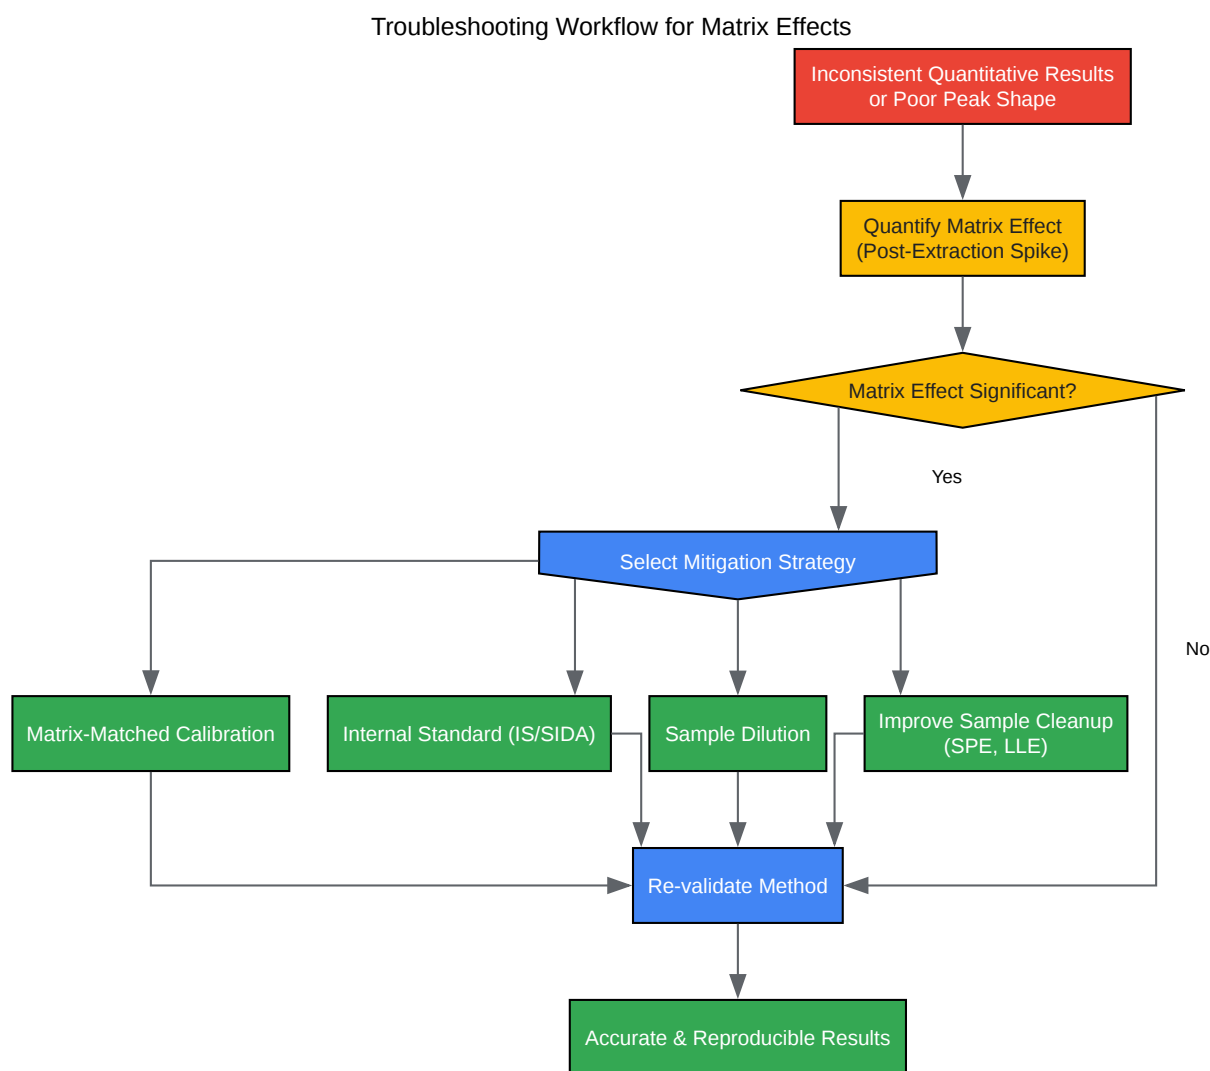 Troubleshooting Workflow for Matrix Effects
Inconsistent Quantitative Results
or Poor Peak Shape
Quantify Matrix Effect
(Post-Extraction Spike)
Matrix Effect Significant?
Yes
Select Mitigation Strategy
No
Matrix-Matched Calibration
Internal Standard (IS/SIDA)
Sample Dilution
Improve Sample Cleanup
(SPE, LLE)
Re-validate Method
Accurate & Reproducible Results